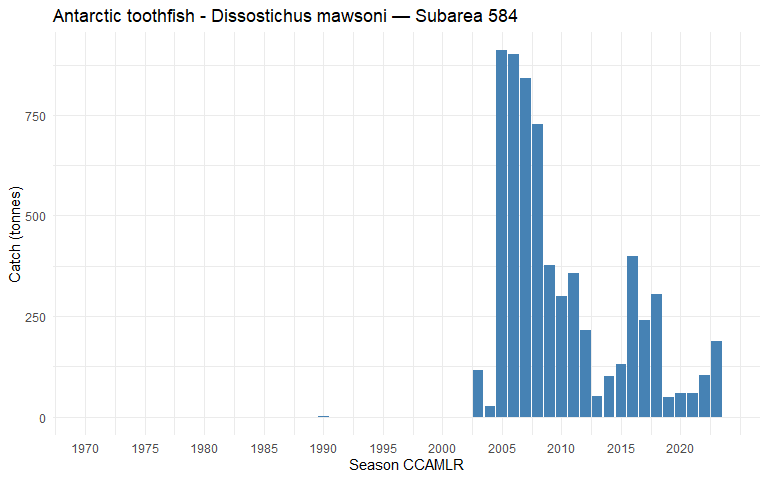 Antarctic toothfish - Dissostichus mawsoni — Subarea 584
Catch (tonnes)
750
500
250
0
1970 1975 1980 1985 1990 1995 2000 2005 2010 2015 2020
Season CCAMLR